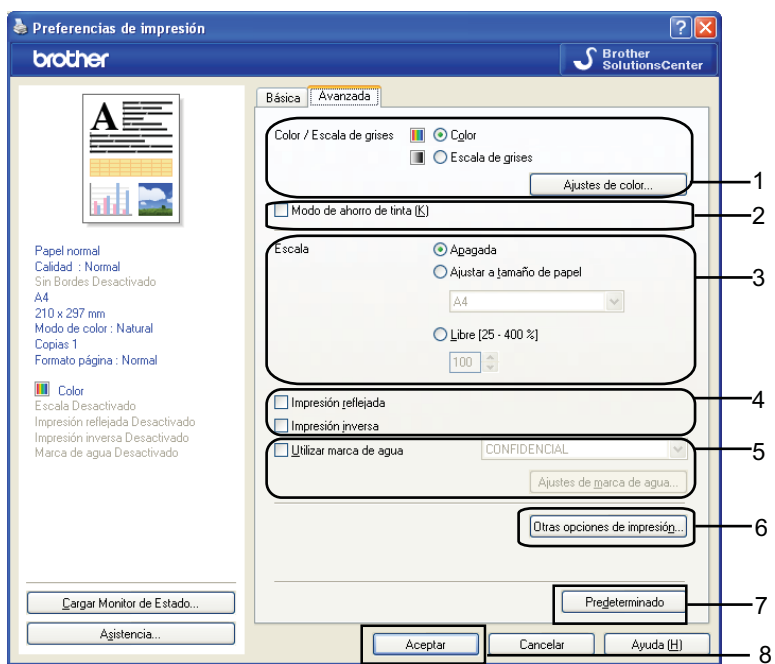 Preferencias de impresión
brother
Brother
SolutionsCenter
A
Papel normal
Calidad : Normal
Sin Bordes Desactivado
A4
210 x 297 mm
Modo de color : Natural
Copias 1
Formato página : Normal
Color
Escala Desactivado
Impresión reflejada Desactivado
Impresión inversa Desactivado
Marca de agua Desactivado
Cargar Monitor de Estado...
Asistencia...
Básica
Avanzada
Color / Escala de grises
Color
Escala de grises
Ajustes de color...
1
Modo de ahorro de tinta (K)
2
Escala
Apagada
Ajustar a tamaño de papel
A4
Libre [25 - 400 %]
100
3
Impresión reflejada
Impresión inversa
4
Utilizar marca de agua
CONFIDENCIAL
Ajustes de marca de agua...
5
Otras opciones de impresión...
6
Predeterminado
7
Aceptar
Cancelar
Ayuda (H)
8